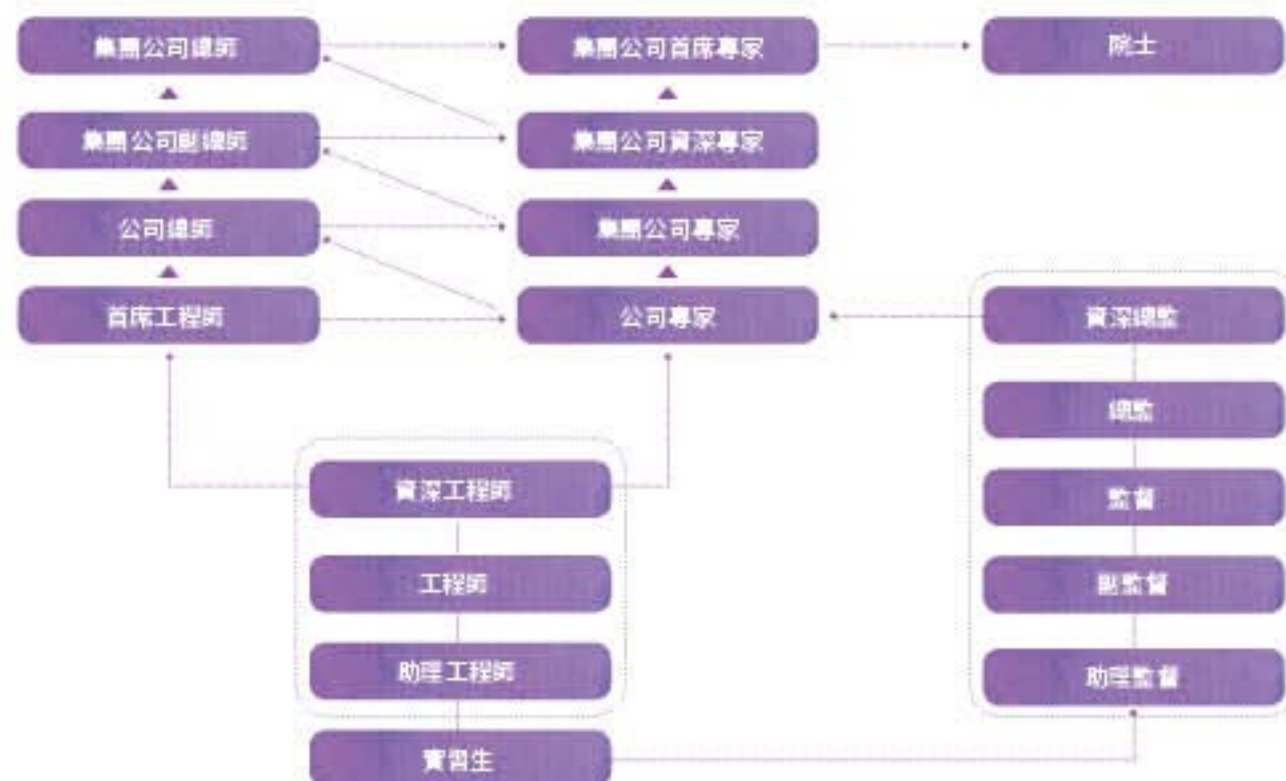 集團公司總師
集團公司首席專家
院士
集團公司副總師
集團公司資深專家
公司總師
集團公司專家
首席工程師
公司專家
資深總監
總監
資深工程師
監督
工程師
副監督
助理工程師
助理監督
實習生